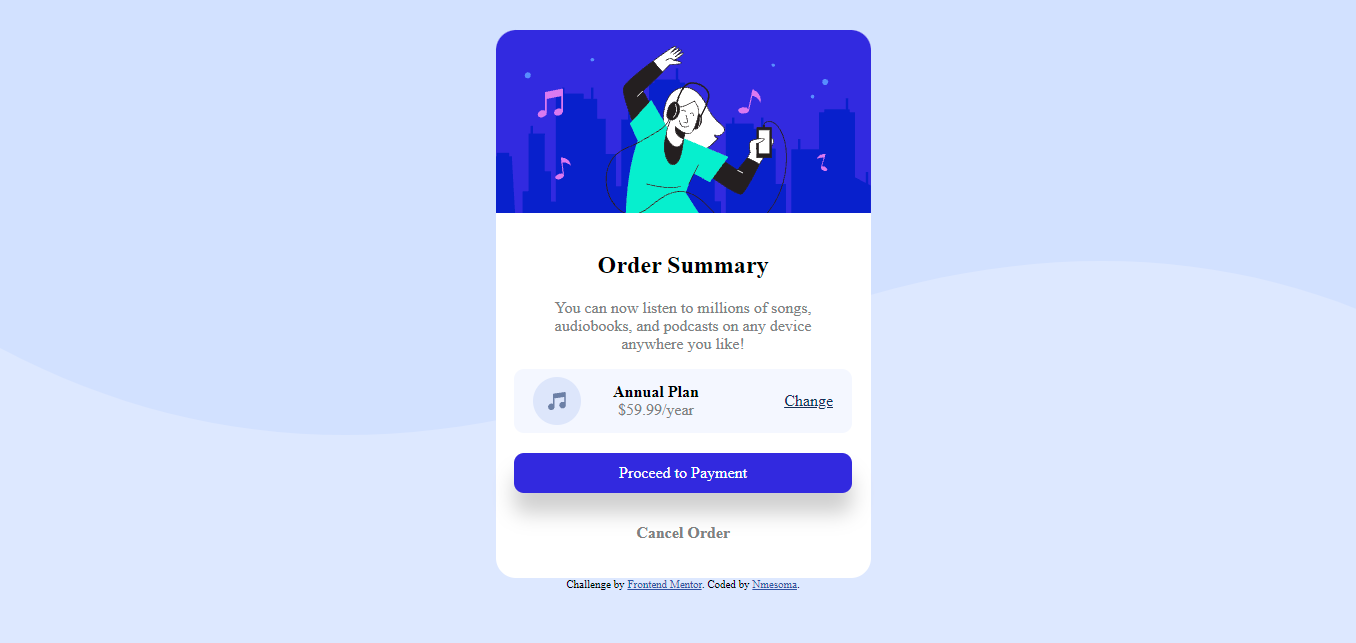 Order Summary
You can now listen to millions of songs,
audiobooks, and podcasts on any device
anywhere you like!
Annual Plan
$59.99/year
Change
Proceed to Payment
Cancel Order
Challenge by Frontend Mentor. Coded by Nmesoma.